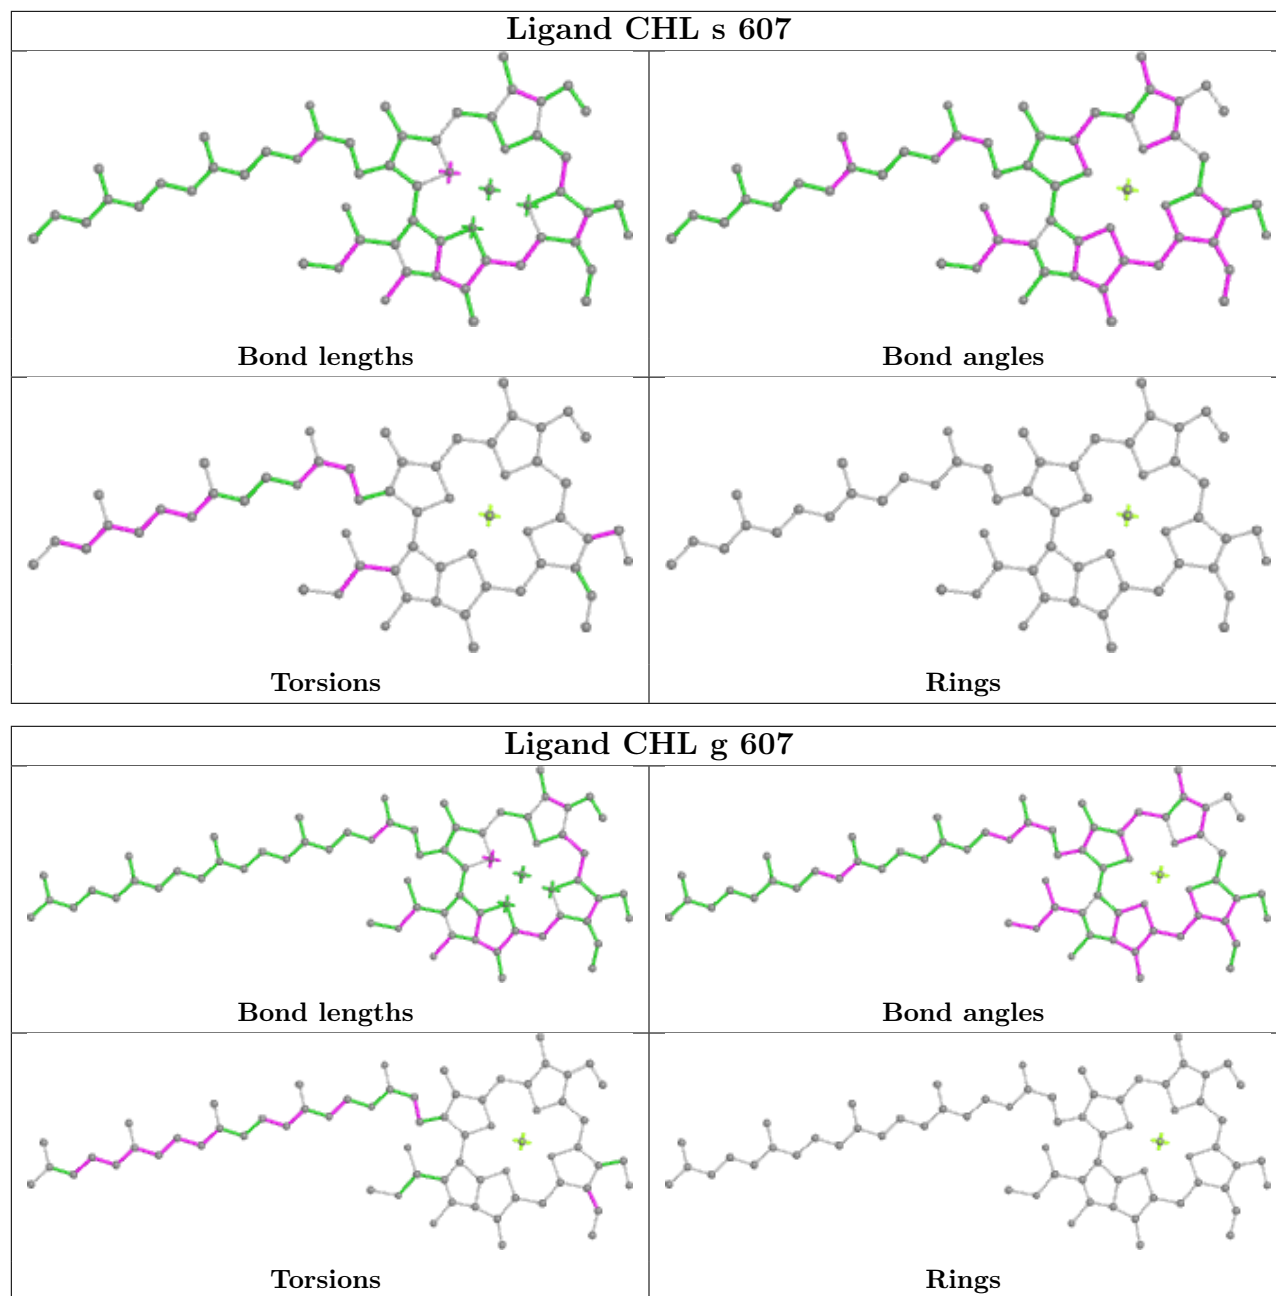 Ligand CHL s 607
Bond lengths
Bond angles
Torsions
Rings
Ligand CHL g 607
Bond lengths
Bond angles
Torsions
Rings